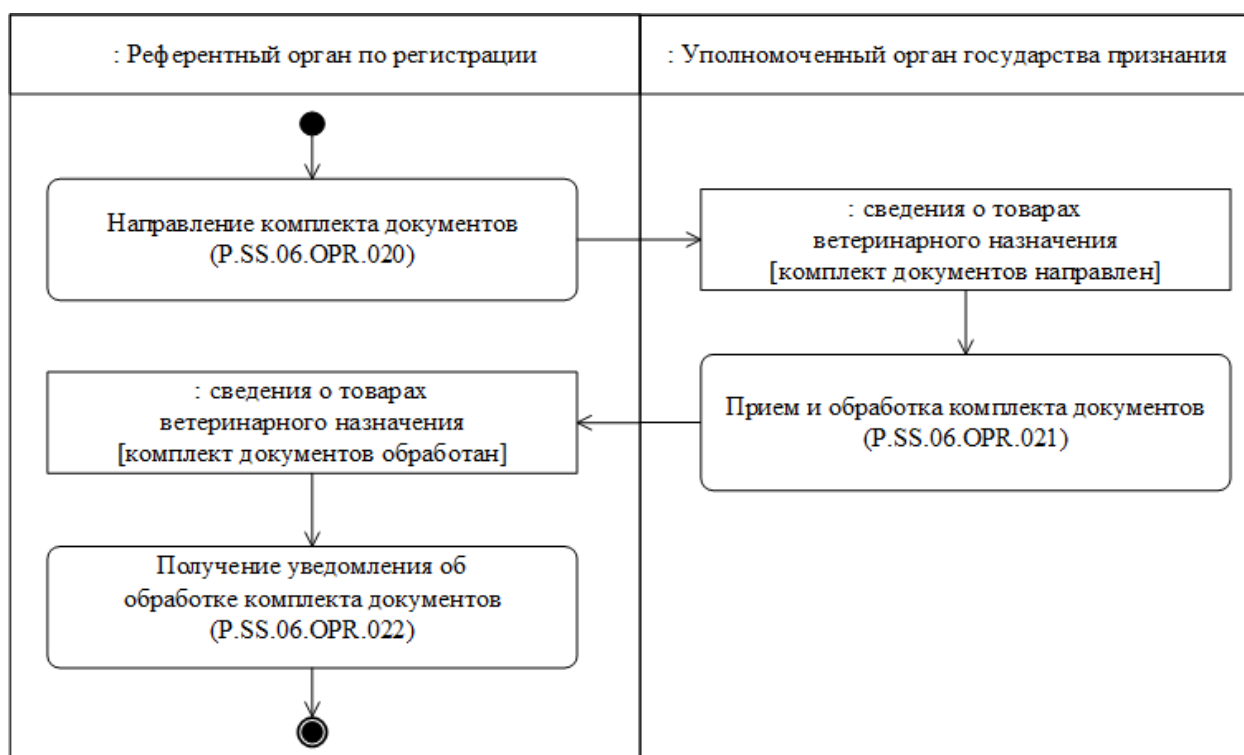 : Референтный орган по регистрации
: Уполномоченный орган государства признания
Направление комплекта документов
(P.SS.06.OPR.020)
: сведения о товарах
ветеринарного назначения
[комплект документов направлен]
Прием и обработка комплекта документов
(P.SS.06.OPR.021)
: сведения о товарах
ветеринарного назначения
[комплект документов обработан]
Получение уведомления об
обработке комплекта документов
(P.SS.06.OPR.022)